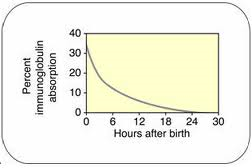 Percent
immunoglobulin
absorption
40
30
20
10
0
0 6 12 18 24 30
Hours after birth